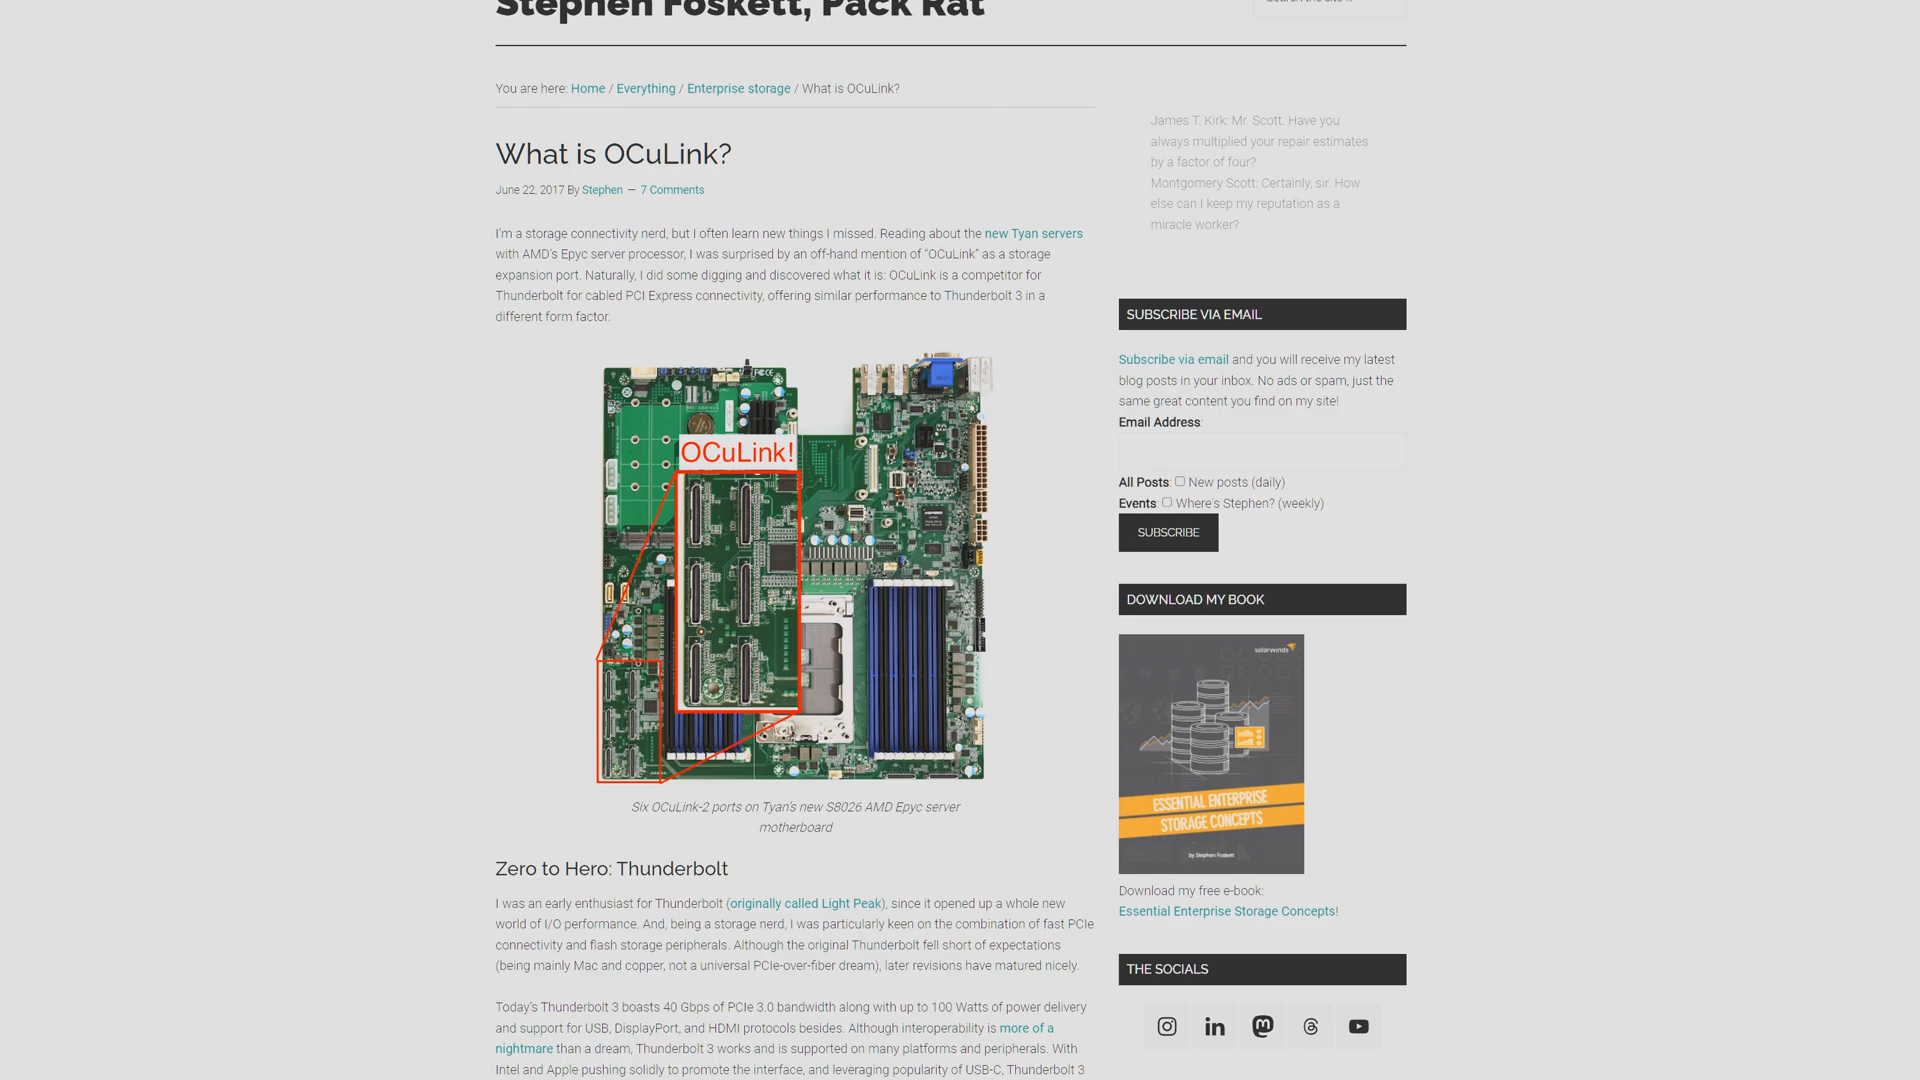 Stephen Foskett, Pack Rat
Search the site ...
You are here: Home / Everything / Enterprise storage / What is OCuLink?
What is OCuLink?
June 22, 2017 By Stephen — 7 Comments
I'm a storage connectivity nerd, but I often learn new things I missed. Reading about the new Tyan servers
with AMD's Epyc server processor, I was surprised by an off-hand mention of "OCuLink" as a storage
expansion port. Naturally, I did some digging and discovered what it is: OCuLink is a competitor for
Thunderbolt for cabled PCI Express connectivity, offering similar performance to Thunderbolt 3 in a
different form factor.
OCuLink!
Six OCuLink-2 ports on Tyan's new S8026 AMD Epyc server
motherboard
Zero to Hero: Thunderbolt
I was an early enthusiast for Thunderbolt (originally called Light Peak), since it opened up a whole new
world of I/O performance. And, being a storage nerd, I was particularly keen on the combination of fast PCIe
connectivity and flash storage peripherals. Although the original Thunderbolt fell short of expectations
(being mainly Mac and copper, not a universal PCIe-over-fiber dream), later revisions have matured nicely.
Today's Thunderbolt 3 boasts 40 Gbps of PCIe 3.0 bandwidth along with up to 100 Watts of power delivery
and support for USB, DisplayPort, and HDMI protocols besides. Although interoperability is more of a
nightmare than a dream, Thunderbolt 3 works and is supported on many platforms and peripherals. With
Intel and Apple pushing solidly to promote the interface, and leveraging popularity of USB-C, Thunderbolt 3
James T. Kirk: Mr. Scott. Have you
always multiplied your repair estimates
by a factor of four?
Montgomery Scott: Certainly, sir. How
else can I keep my reputation as a
miracle worker?
SUBSCRIBE VIA EMAIL
Subscribe via email and you will receive my latest
blog posts in your inbox. No ads or spam, just the
same great content you find on my site!
Email Address:
All Posts: New posts (daily)
Events: Where's Stephen? (weekly)
SUBSCRIBE
DOWNLOAD MY BOOK
solarwinds
ESSENTIAL ENTERPRISE
STORAGE CONCEPTS
by Stephen Foskett
Download my free e-book:
Essential Enterprise Storage Concepts!
THE SOCIALS